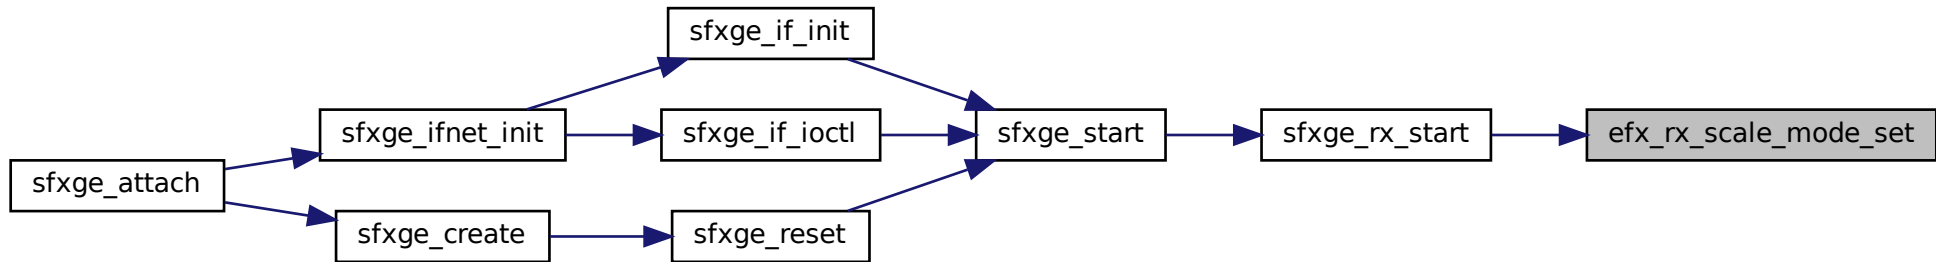 sfxge_if_init
sfxge_ifnet_init
sfxge_if_ioctl
sfxge_start
sfxge_rx_start
efx_rx_scale_mode_set
sfxge_attach
sfxge_create
sfxge_reset